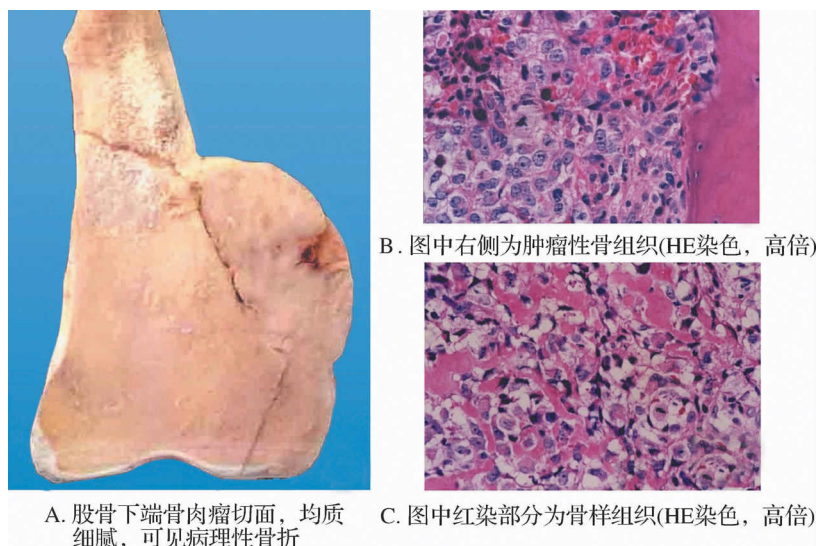 B. 图中右侧为肿瘤性骨组织(HE染色，高倍)
A. 股骨下端骨肉瘤切面，均质
细腻，可见病理性骨折
C. 图中红染部分为骨样组织(HE染色，高倍)